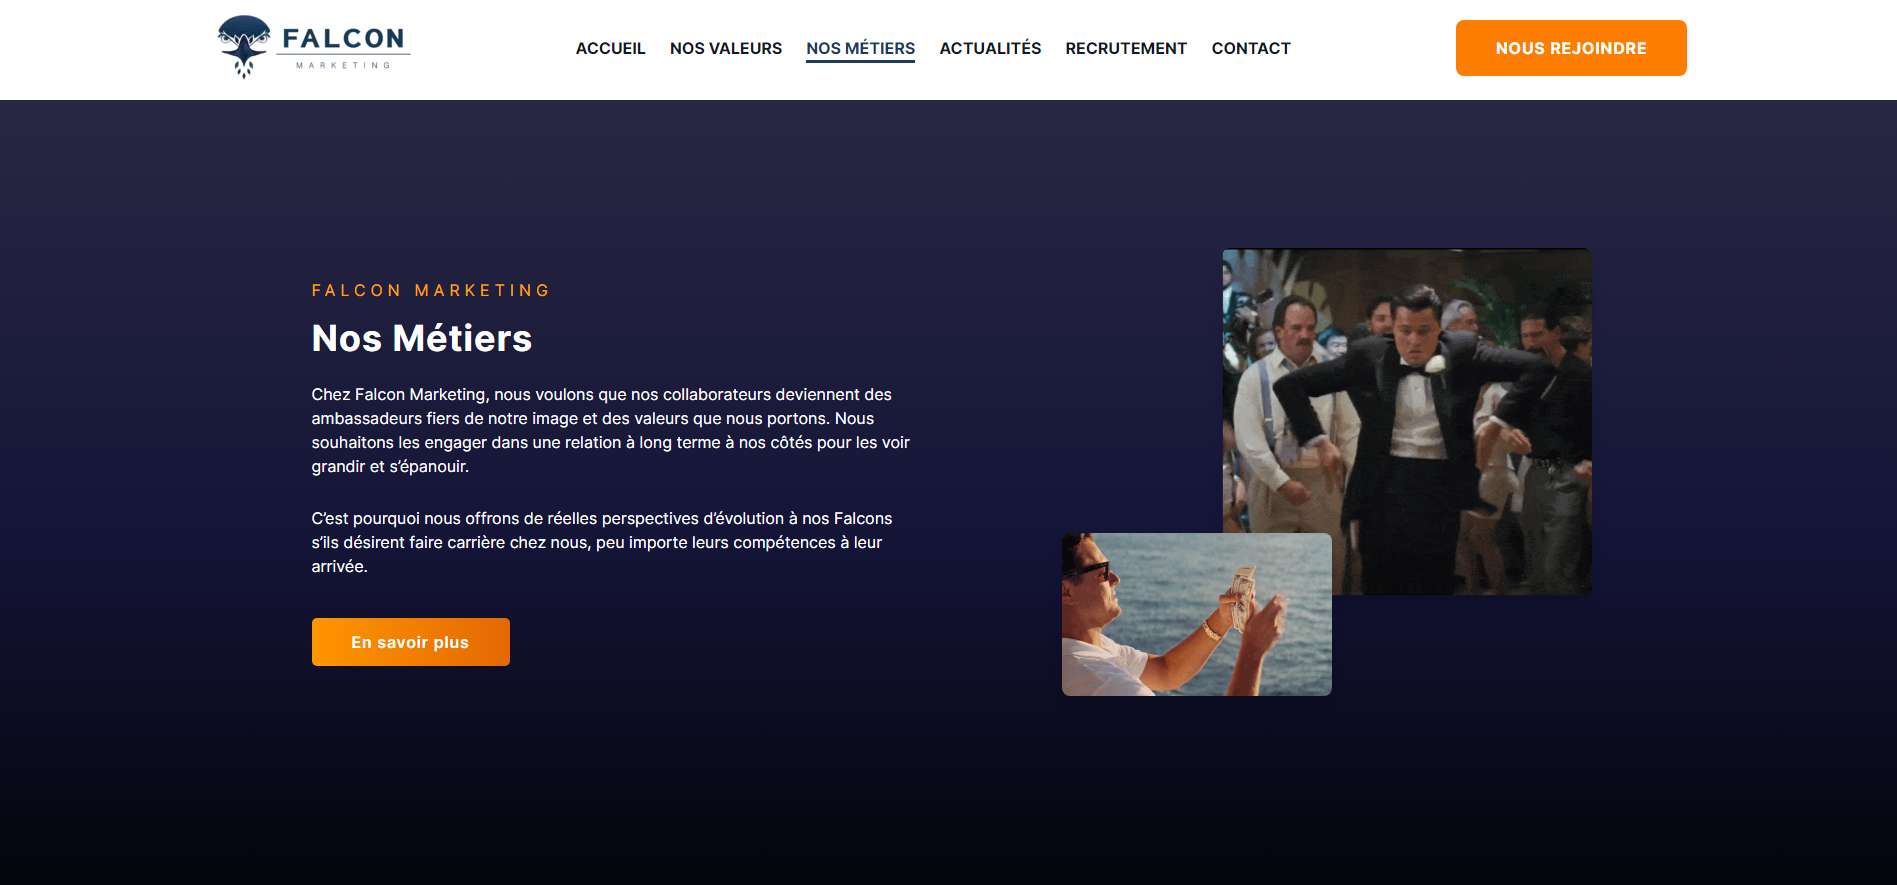 FALCON
MARKETING
ACCUEIL
NOS VALEURS
NOS MÉTIERS
ACTUALITÉS
RECRUTEMENT
CONTACT
NOUS REJOINDRE
FALCON MARKETING
Nos Métiers
Chez Falcon Marketing, nous voulons que nos collaborateurs deviennent des
ambassadeurs fiers de notre image et des valeurs que nous portons. Nous
souhaitons les engager dans une relation à long terme à nos côtés pour les voir
grandir et s’épanouir.
C’est pourquoi nous offrons de réelles perspectives d’évolution à nos Falcons
s’ils désirent faire carrière chez nous, peu importe leurs compétences à leur
arrivée.
En savoir plus